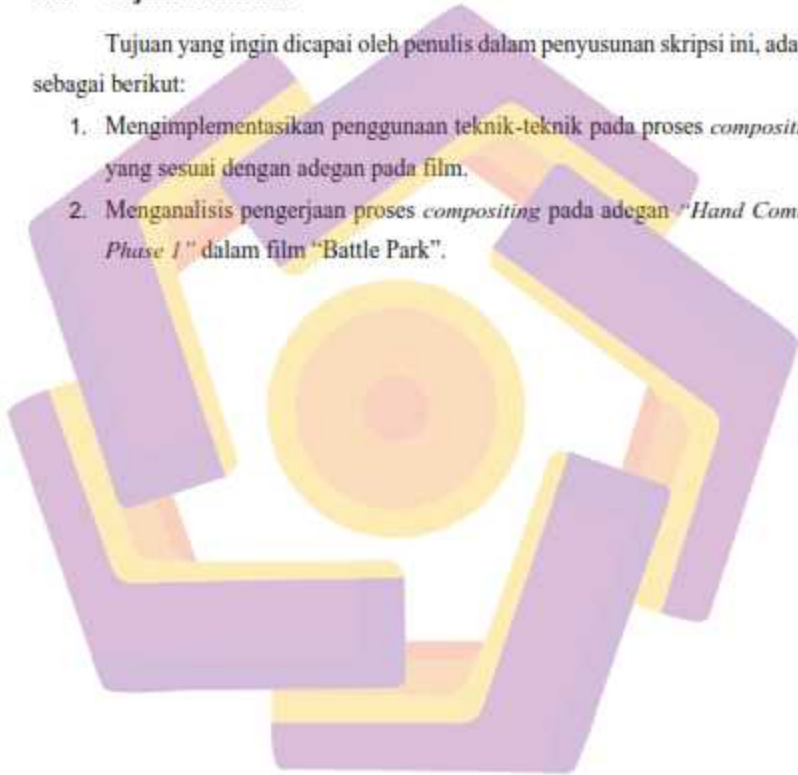 Tujuan yang ingin dicapai oleh penulis dalam penyusunan skripsi ini, ada
sebagai berikut:
1. Mengimplementasikan penggunaan teknik-teknik pada proses composit
yang sesuai dengan adegan pada film.
2. Menganalisis pengerjaan proses compositing pada adegan “Hand Com
Phase 1” dalam film “Battle Park”.